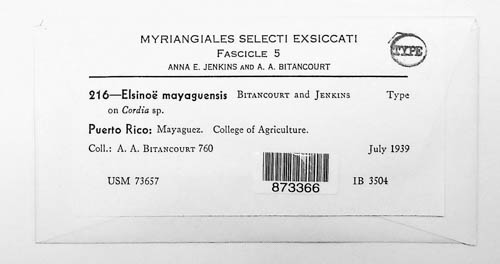 MYRIANGIALES SELECTI EXSICCATI
FASCICLE 5
ANNA E. JENKINS AND A. A. BITANCOURT
TYPE
216—Elsinoë mayaguensis BITANCOURT and JENKINS Type
on Cordia sp.
Puerto Rico: Mayaguez. College of Agriculture.
Coll.: A. A. BITANCOURT 760 July 1939
873366
USM 73657 IB 3504